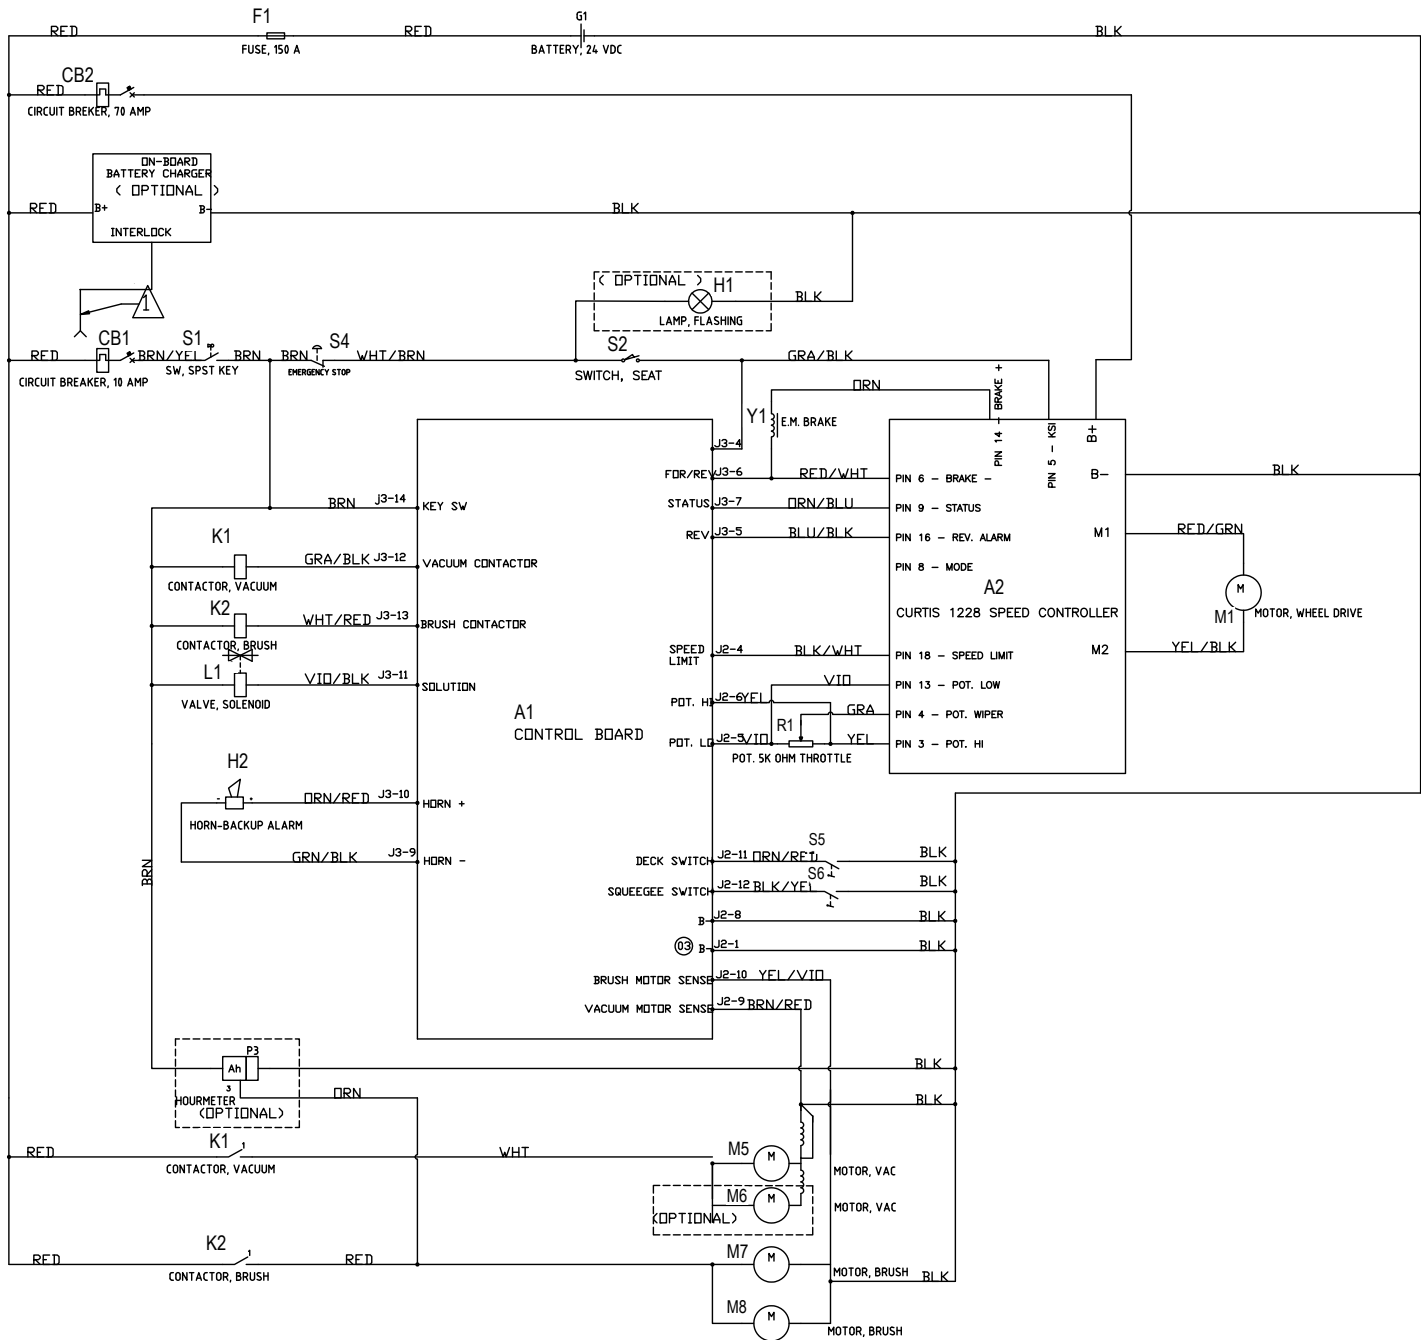 F1
G1
RED
RED
BLK
FUSE, 150 A
BATTERY, 24 VDC
CB2
RED
CIRCUIT BREKER, 70 AMP
ON-BOARD
BATTERY CHARGER
( OPTIONAL )
RED
B+
B-
BLK
INTERLOCK
( OPTIONAL )
H1
BLK
1
LAMP, FLASHING
CB1
S1
S4
S2
RED
BRN/YEL
BRN
BRN
WHT/BRN
GRA/BLK
SW, SPST KEY
EMERGENCY STOP
SWITCH, SEAT
CIRCUIT BREAKER, 10 AMP
ORN
PIN 14 - BRAKE +
PIN 5 - KSI
B+
Y1
E.M. BRAKE
J3-4
FOR/REV
J3-6
RED/WHT
PIN 6 - BRAKE -
B-
BLK
BRN
J3-14
KEY SW
STATUS
J3-7
ORN/BLU
PIN 9 - STATUS
K1
REV
J3-5
BLU/BLK
PIN 16 - REV. ALARM
M1
RED/GRN
GRA/BLK
J3-12
VACUUM CONTACTOR
PIN 8 - MODE
CONTACTOR, VACUUM
A2
M
K2
CURTIS 1228 SPEED CONTROLLER
M1
MOTOR, WHEEL DRIVE
WHT/RED
J3-13
BRUSH CONTACTOR
CONTACTOR, BRUSH
SPEED
LIMIT
J2-4
BLK/WHT
PIN 18 - SPEED LIMIT
M2
YEL/BLK
L1
VIO/BLK
J3-11
SOLUTION
VIO
PIN 13 - POT. LOW
VALVE, SOLENOID
POT. HI
J2-6
YEL
A1
R1
GRA
PIN 4 - POT. WIPER
CONTROL BOARD
POT. LO
J2-5
VIO
YEL
PIN 3 - POT. HI
POT. 5K OHM THROTTLE
H2
-
+
ORN/RED
J3-10
HORN +
HORN-BACKUP ALARM
GRN/BLK
J3-9
HORN -
BRN
S5
DECK SWITCH
J2-11
ORN/RED
BLK
S6
SQUEEGEE SWITCH
J2-12
BLK/YEL
BLK
B-
J2-8
BLK
03
B-
J2-1
BLK
BRUSH MOTOR SENSE
J2-10
YEL/VIO
VACUUM MOTOR SENSE
J2-9
BRN/RED
P3
Ah
BLK
3
HOURMETER
ORN
(OPTIONAL)
BLK
K1
1
RED
WHT
M5
M
CONTACTOR, VACUUM
MOTOR, VAC
M6
M
(OPTIONAL)
MOTOR, VAC
K2
1
RED
RED
M7
M
CONTACTOR, BRUSH
MOTOR, BRUSH
BLK
M8
M
MOTOR, BRUSH